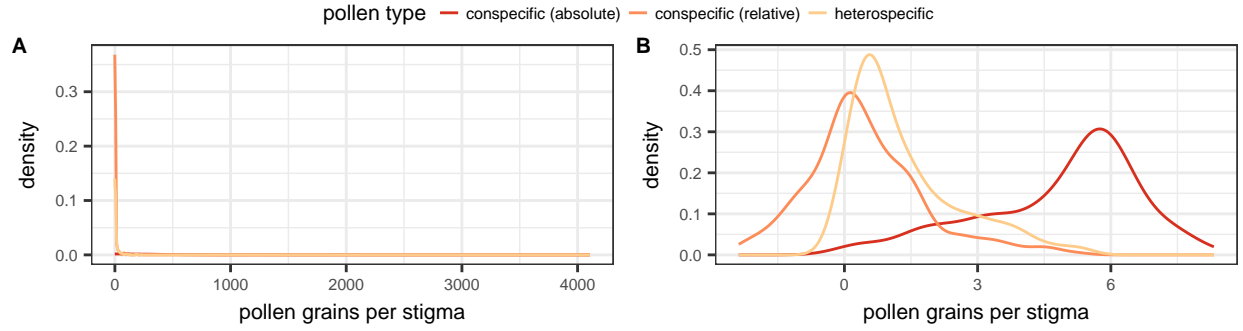 pollen type conspecific (absolute) conspecific (relative) heterospecific
A
0.3
0.2
0.1
0.0
density
0 1000 2000 3000 4000
pollen grains per stigma
B
0.5
0.4
0.3
0.2
0.1
0.0
density
0 3 6
pollen grains per stigma